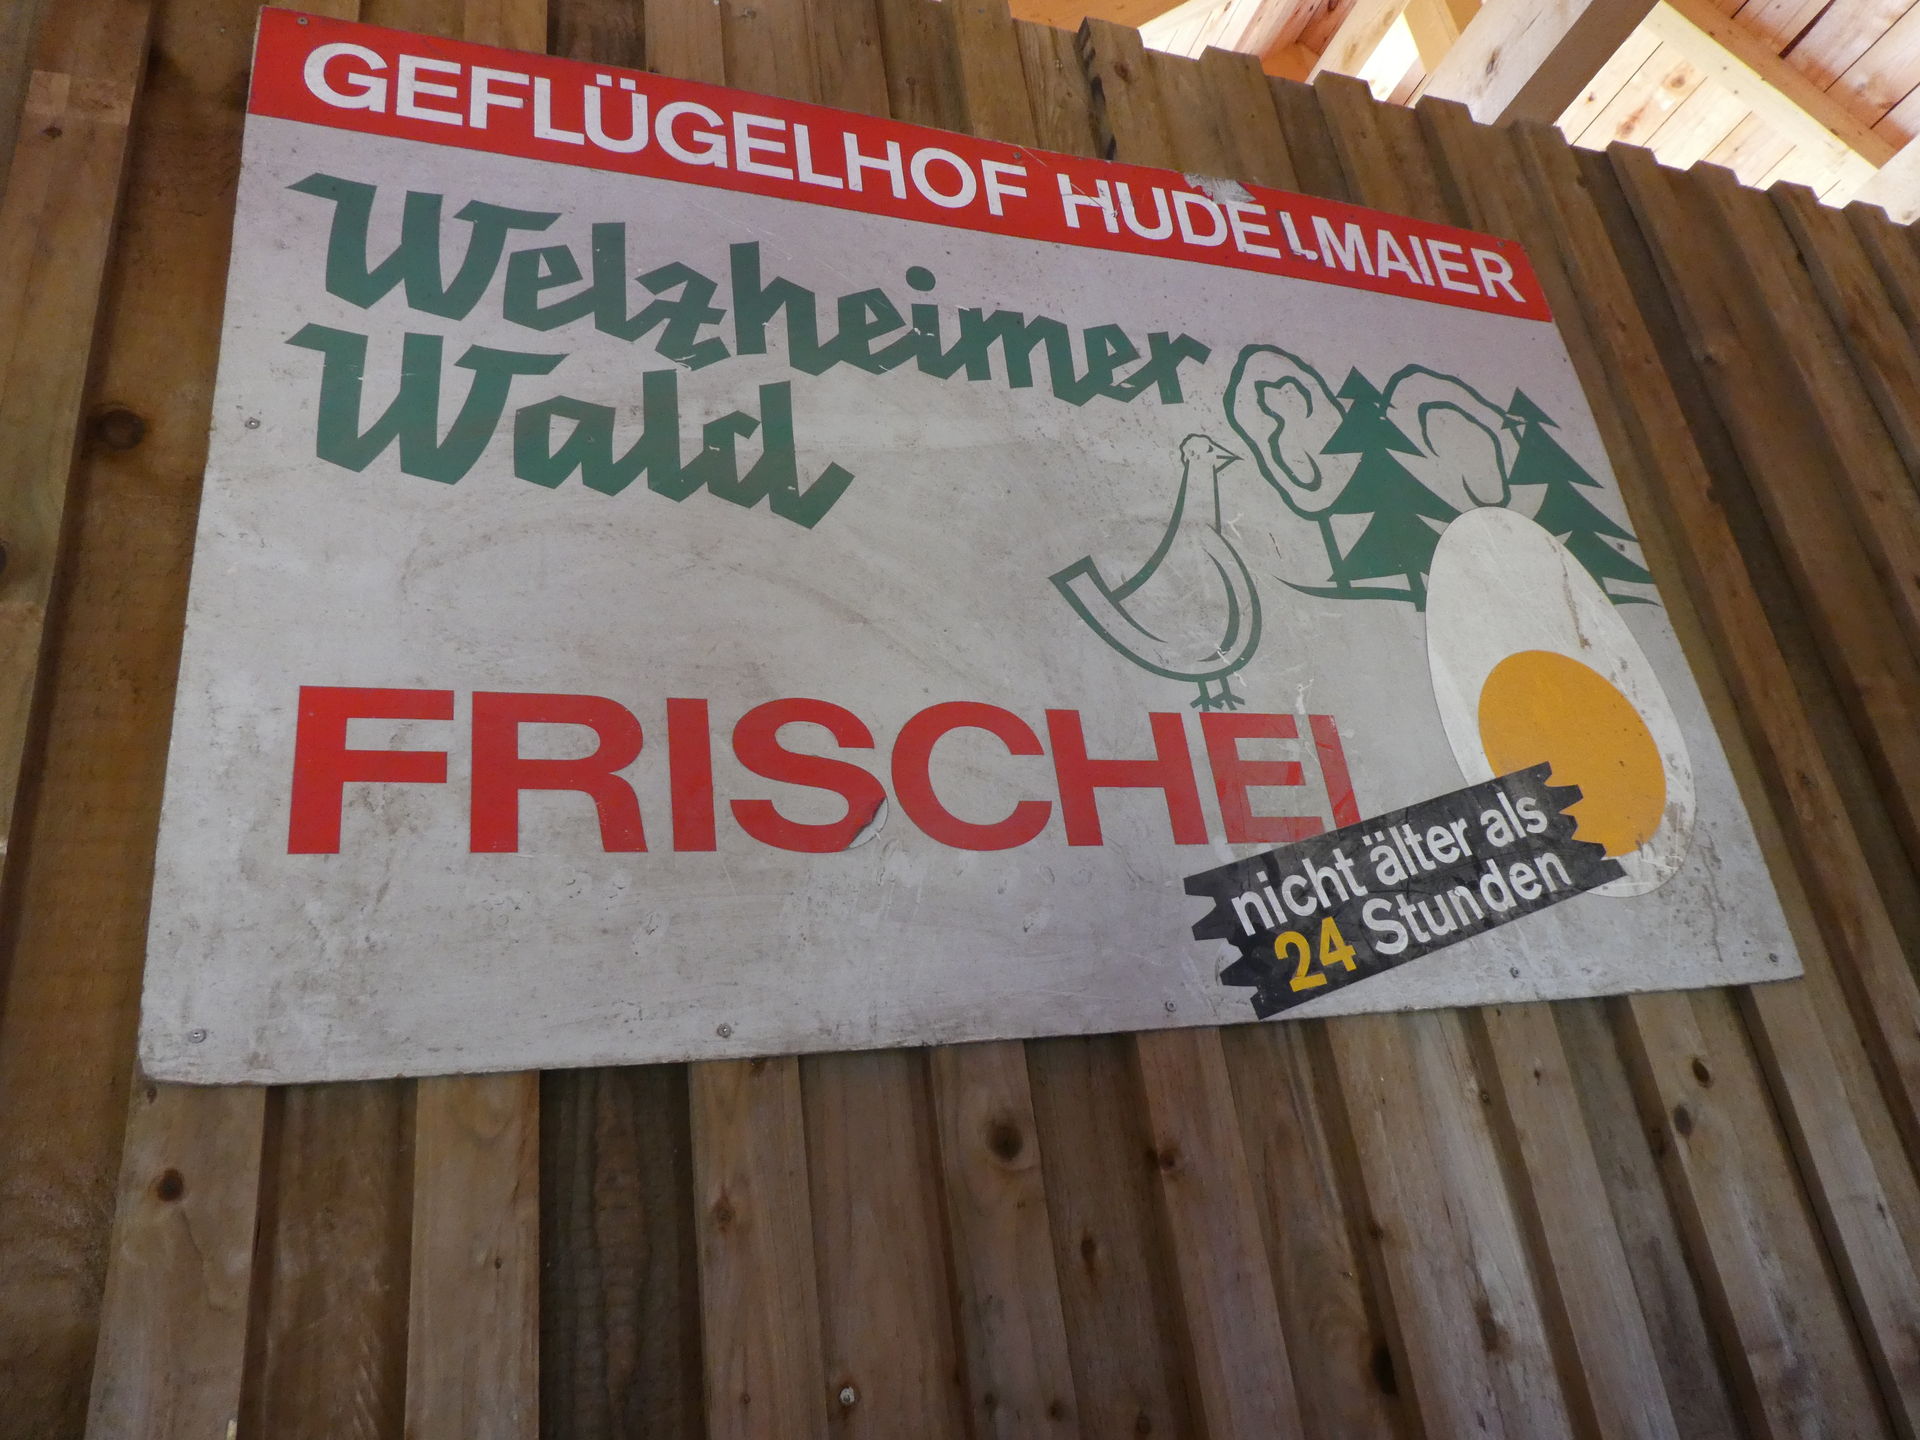 GEFLÜGELHOF HUDELMAIER
Welzheimer
Wald
FRISCHEI
nicht älter als
24 Stunden